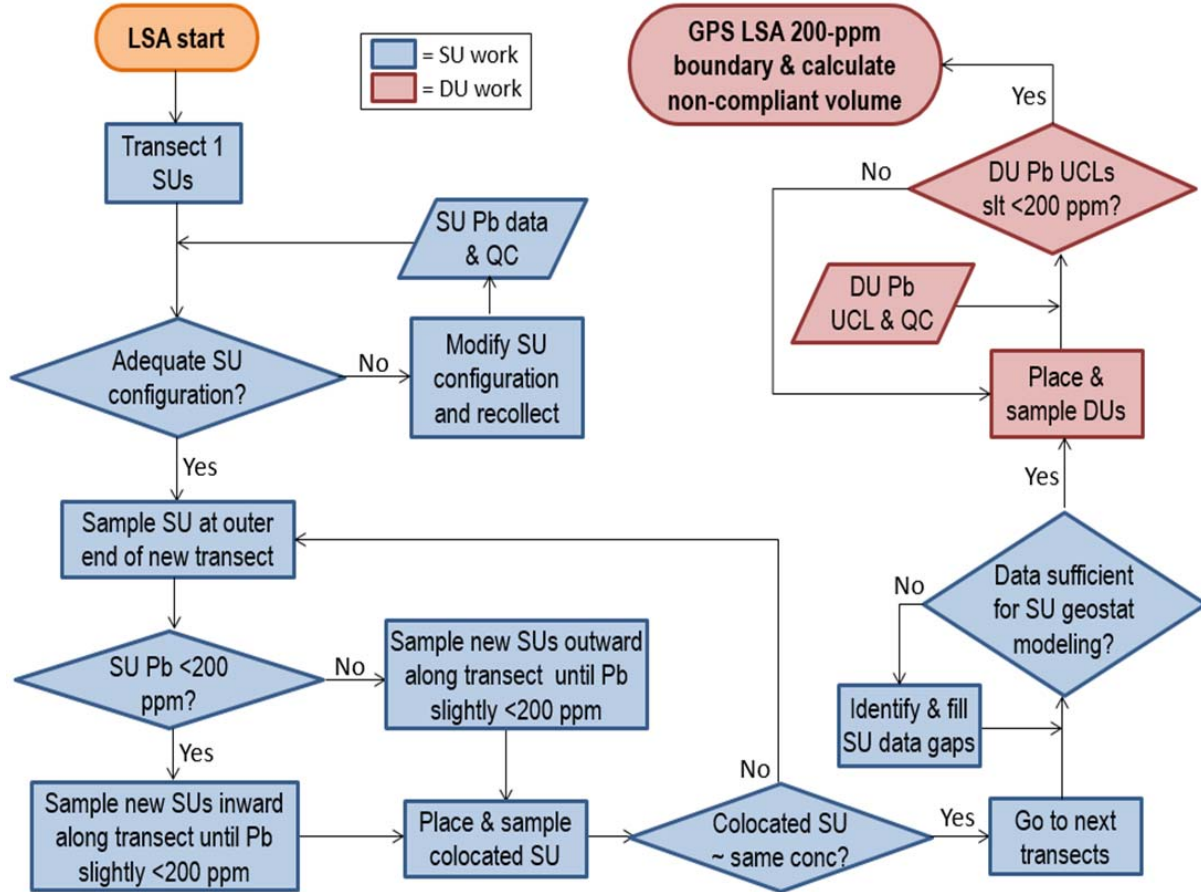 LSA start
= SU work
= DU work
GPS LSA 200-ppm
boundary & calculate
non-compliant volume
Yes
Transect 1
SUs
No
DU Pb UCLs
slt <200 ppm?
SU Pb data
& QC
DU Pb
UCL & QC
Adequate SU
configuration?
No
Modify SU
configuration
and recollect
Place &
sample DUs
Yes
Yes
Sample SU at outer
end of new transect
No
Data sufficient
for SU geostat
modeling?
SU Pb <200
ppm?
No
Sample new SUs outward
along transect until Pb
slightly <200 ppm
Identify & fill
SU data gaps
Yes
No
Sample new SUs inward
along transect until Pb
slightly <200 ppm
Place & sample
colocated SU
Colocated SU
~ same conc?
Yes
Go to next
transects